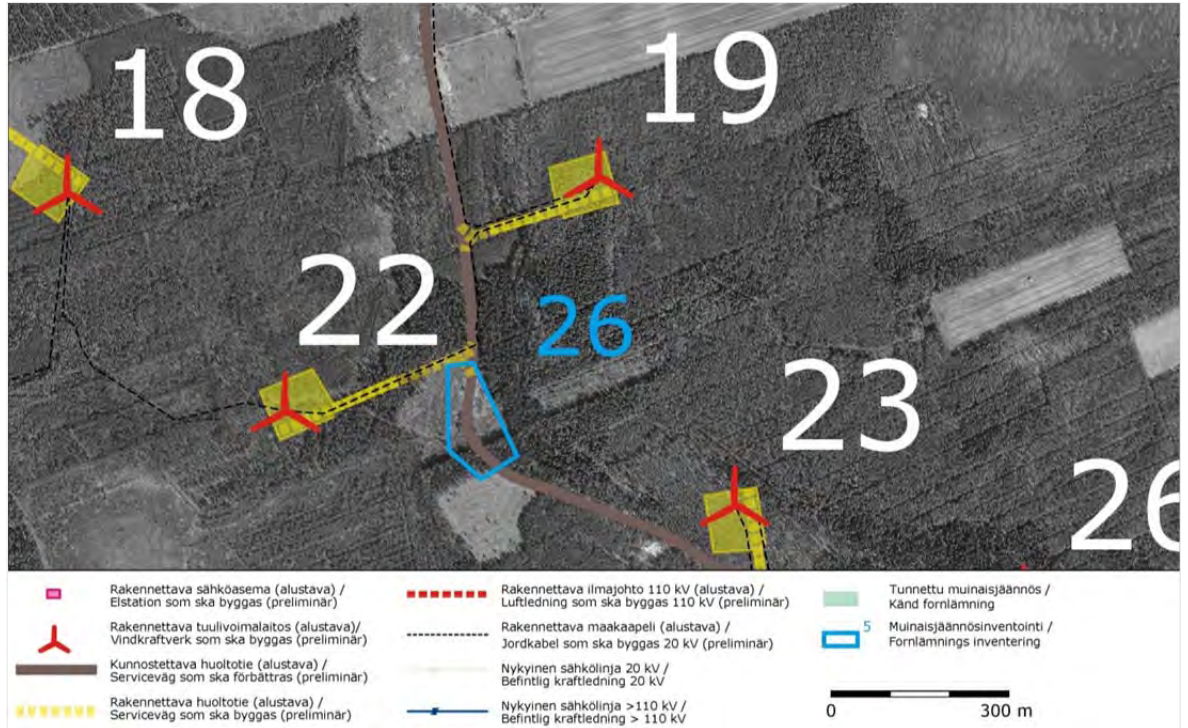 18
19
22
26
23
26
Rakennettava sähköasema (alustava) /
Elstation som ska byggas (preliminär)
Rakennettava tuulivoimalaitos (alustava)/
Vindkraftverk som ska byggas (preliminär)
Kunnostettava huoltotie (alustava) /
Serviceväg som ska förbättras (preliminär)
Rakennettava huoltotie (alustava) /
Serviceväg som ska byggas (preliminär)
Rakennettava ilmajohto 110 kV (alustava) /
Luftledning som ska byggas 110 kV (preliminär)
Rakennettava maakaapeli (alustava) /
Jordkabel som ska byggas 20 kV (preliminär)
Nykyinen sähkölinja 20 kV /
Befintlig kraftledning 20 kV
Nykyinen sähkölinja >110 kV /
Befintlig kraftledning > 110 kV
Tunnettu muinaisjäännös /
Känd fornlämning
5 Muinaisjäännösinventointi /
Fornlämnings inventering
0 300 m